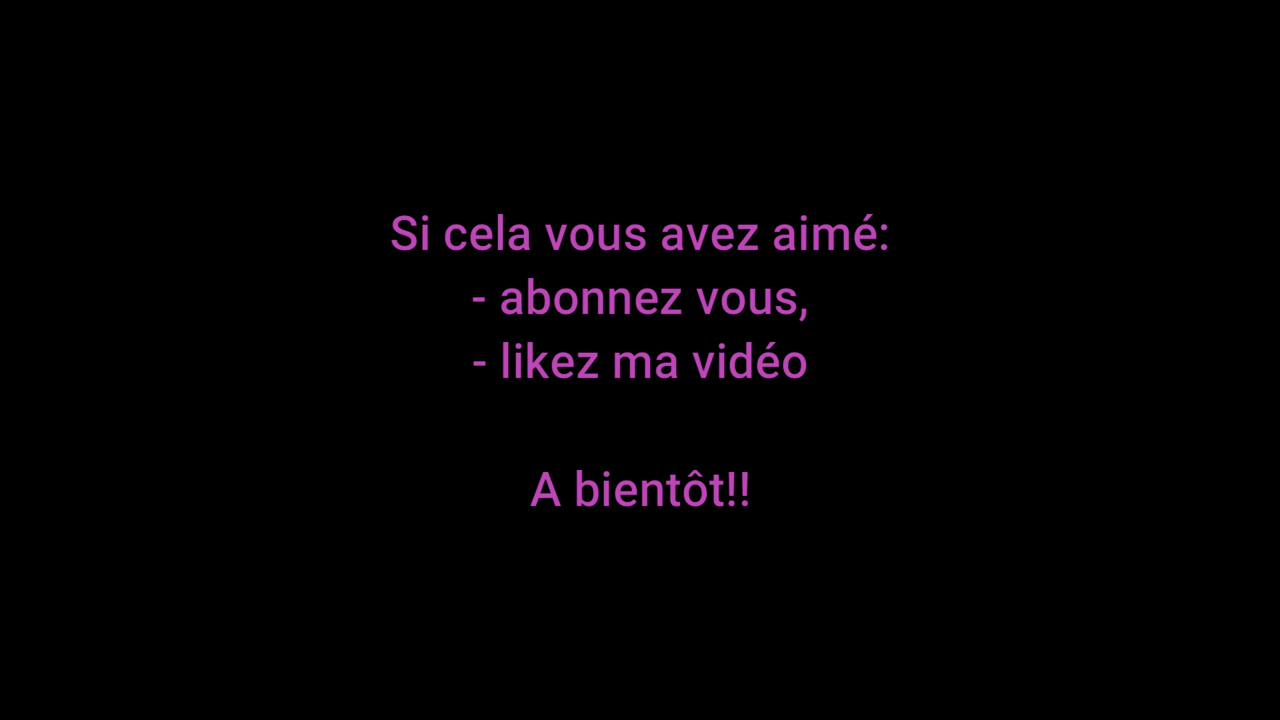 Si cela vous avez aimé:
- abonnez vous,
- likez ma vidéo
A bientôt!!